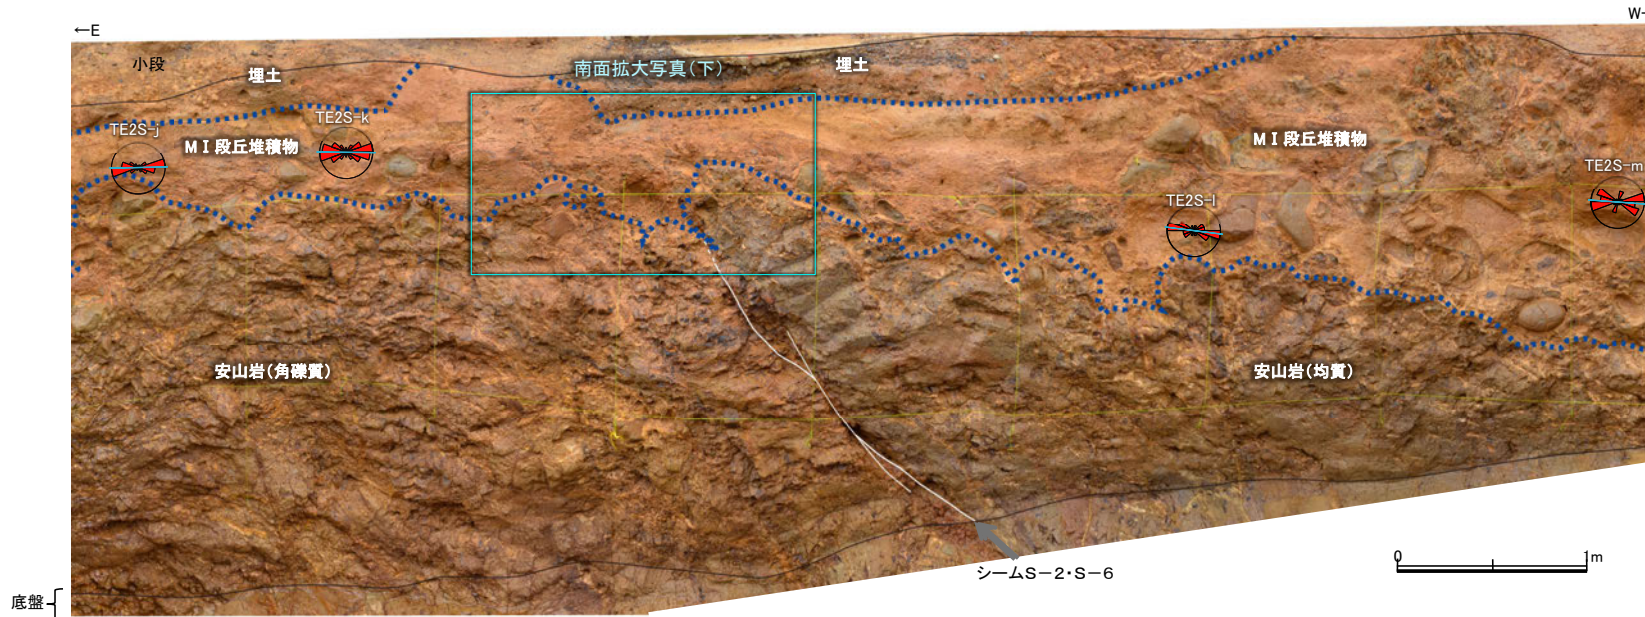 ←E
W-
小段
埋土
南面拡大写真(下)
埋土
TE2S-j
TE2S-k
MⅠ段丘堆積物
MⅠ段丘堆積物
TE2S-l
TE2S-m
安山岩(角礫質)
安山岩(均質)
シームS-2・S-6
0
1m
底盤